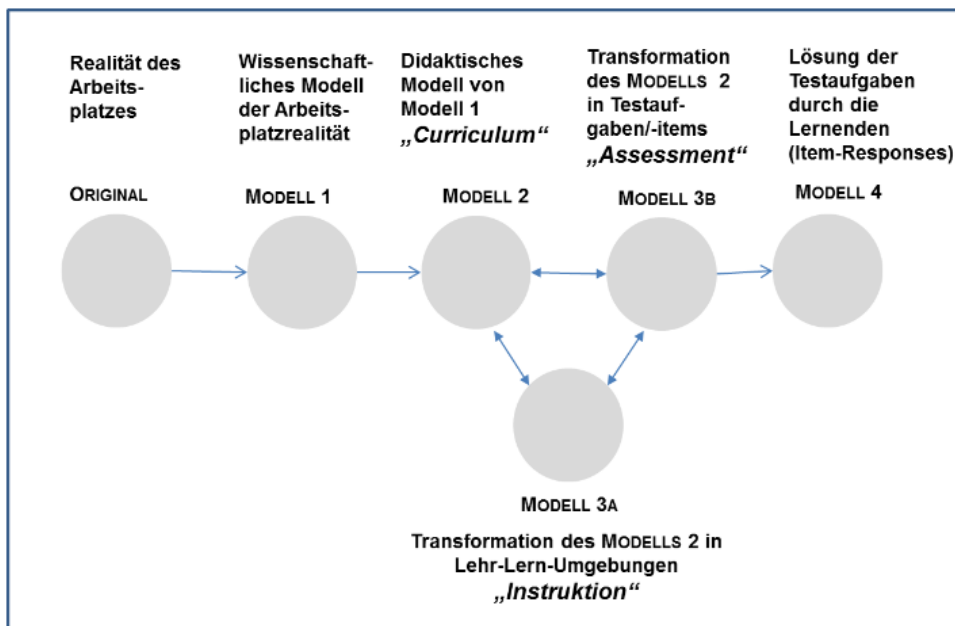 Realität des
Arbeits-
platzes
Wissenschaft-
liches Modell
der Arbeits-
platzrealität
Didaktisches
Modell von
Modell 1
„Curriculum“
Transformation
des MODELLS 2
in Testauf-
gaben/-items
„Assessment“
Lösung der
Testaufgaben
durch die
Lernenden
(Item-Responses)
ORIGINAL
MODELL 1
MODELL 2
MODELL 3B
MODELL 4
MODELL 3A
Transformation des MODELLS 2 in
Lehr-Lern-Umgebungen
„Instruktion“